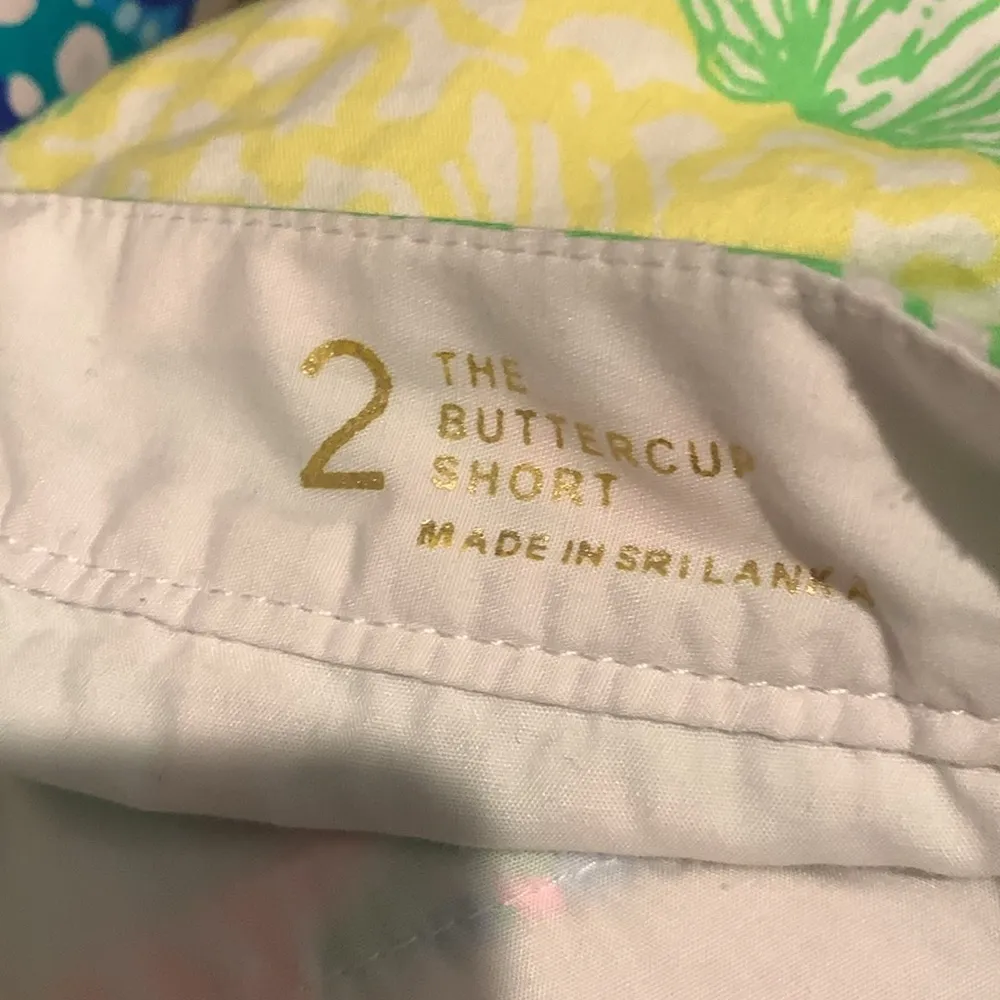 2
THE
BUTTERCUP
SHORT
MADE IN SRI LANKA